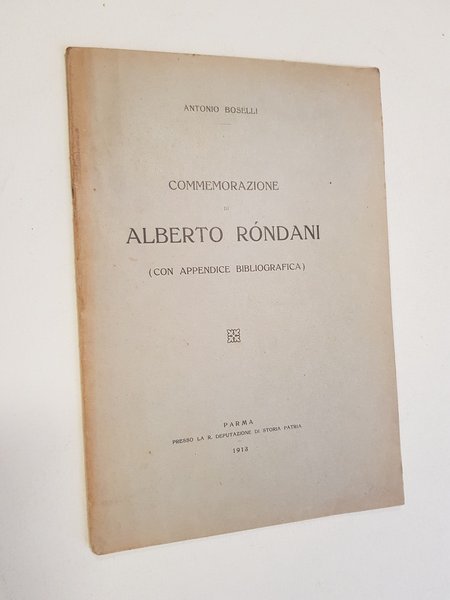 ANTONIO BOSELLI
COMMEMORAZIONE
DI
ALBERTO RÓNDANI
(CON APPENDICE BIBLIOGRAFICA)
PARMA
PRESSO LA R. DEPUTAZIONE DI STORIA PATRIA
1913